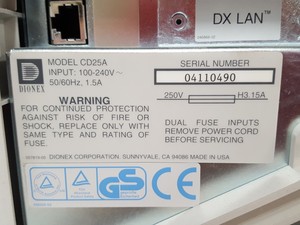 DX LAN™
DIONEX
MODEL CD25A
INPUT: 100-240V ~
50/60Hz, 1.5A
SERIAL NUMBER
04110490
WARNING
FOR CONTINUED PROTECTION
AGAINST RISK OF FIRE OR
SHOCK, REPLACE ONLY WITH
SAME TYPE AND RATING OF
FUSE.
250V H3.15A
DUAL FUSE INPUTS
REMOVE POWER CORD
BEFORE SERVICING
DIONEX CORPORATION, SUNNYVALE, CA 94086 MADE IN USA
GS
CE